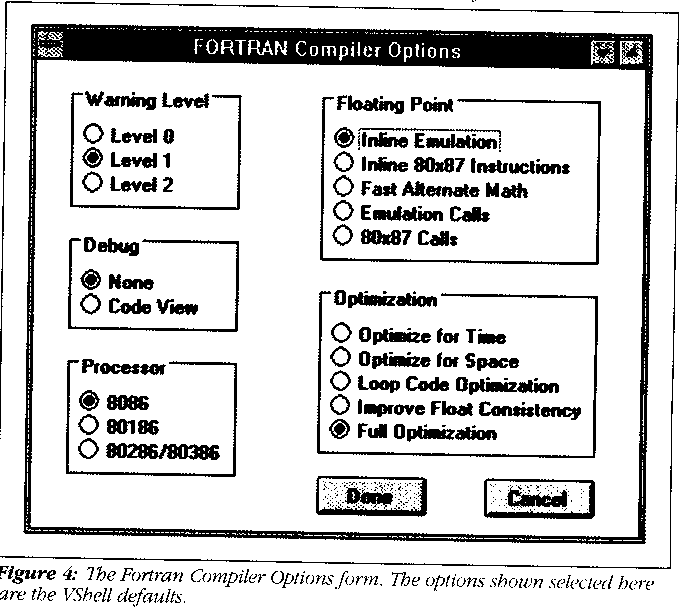 FORTRAN Compiler Options
Warning Level
Level 0
Level 1
Level 2
Debug
None
Code View
Processor
8086
80186
80286/80386
Floating Point
Inline Emulation
Inline 80x87 Instructions
Fast Alternate Math
Emulation Calls
80x87 Calls
Optimization
Optimize for Time
Optimize for Space
Loop Code Optimization
Improve Float Consistency
Full Optimization
Done
Cancel
Figure 4: The Fortran Compiler Options form. The options shown selected here
are the VShell defaults.